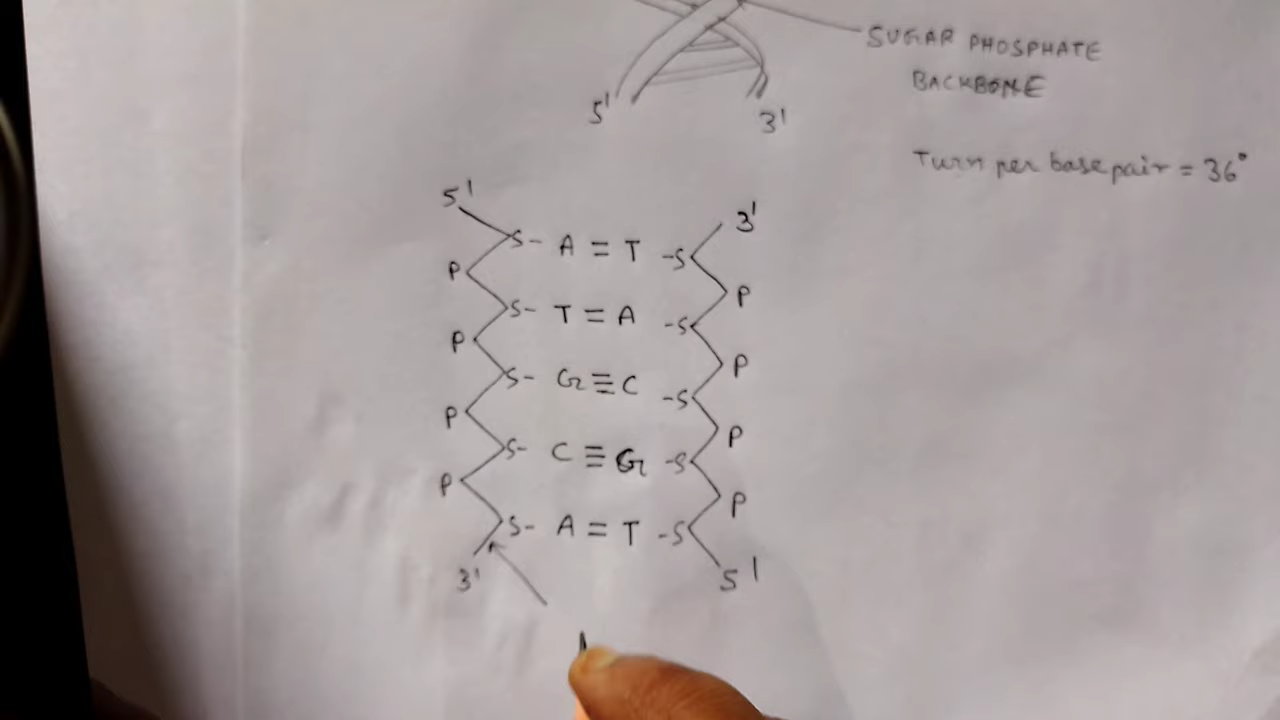 SUGAR PHOSPHATE
BACKBONE
5' 3'
Turn per base pair = 36°
5' 3'
S- A = T -S
P P
S- T = A -S
P P
S- G ≡ C -S
P P
S- C ≡ G -S
P P
S- A = T -S
3' 5'